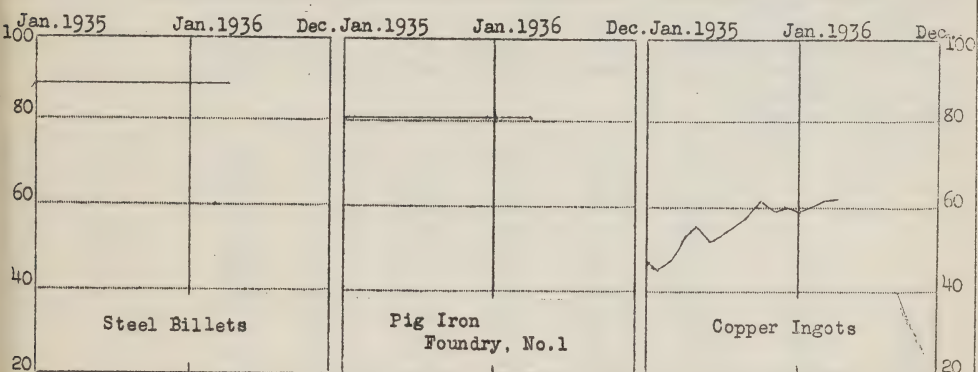 Jan.1935 Jan.1936 Dec. Jan.1935 Jan.1936 Dec. Jan.1935 Jan.1936 Dec.
100 100
80 80
60 60
40 40
Steel Billets Pig Iron Foundry, No.1 Copper Ingots
20 20